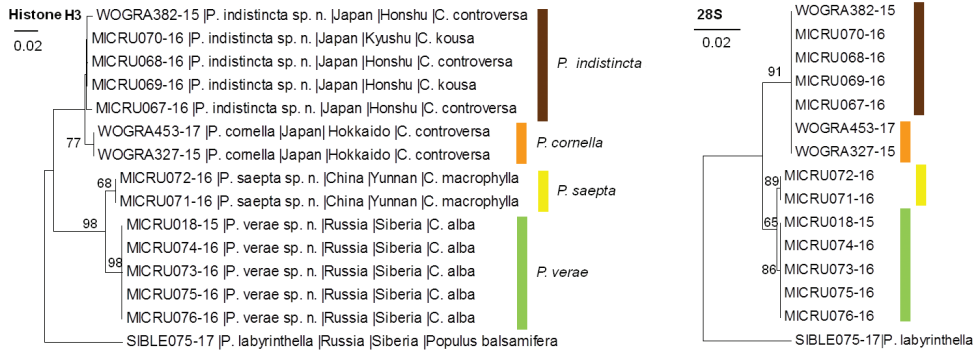 Histone H3
0.02
WOGRA382-15 |P. indistincta sp. n.|Japan|Honshu |C. controversa
MICRU070-16 |P. indistincta sp. n. |Japan |Kyushu |C. kousa
MICRU068-16 |P. indistincta sp. n. |Japan |Honshu |C. controversa
MICRU069-16 |P. indistincta sp. n. |Japan |Honshu |C. kousa
MICRU067-16 |P. indistincta sp. n. |Japan |Honshu |C. controversa
WOGRA453-17 |P. cornella |Japan| Hokkaido |C. controversa
WOGRA327-15 |P. cornella |Japan| Hokkaido |C. controversa
MICRU072-16 |P. saepta sp. n. |China |Yunnan |C. macrophylla
MICRU071-16 |P. saepta sp. n. |China |Yunnan |C. macrophylla
MICRU018-15 |P. verae sp. n. |Russia |Siberia |C. alba
MICRU074-16 |P. verae sp. n. |Russia |Siberia |C. alba
MICRU073-16 |P. verae sp. n. |Russia |Siberia |C. alba
MICRU075-16 |P. verae sp. n. |Russia |Siberia |C. alba
MICRU076-16 |P. verae sp. n. |Russia |Siberia |C. alba
SIBLE075-17 |P. labyrinthella |Russia |Siberia |Populus balsamifera
77
68
98
98
P. indistincta
P. cornella
P. saepta
P. verae
28S
0.02
WOGRA382-15
MICRU070-16
MICRU068-16
MICRU069-16
MICRU067-16
WOGRA453-17
WOGRA327-15
MICRU072-16
MICRU071-16
MICRU018-15
MICRU074-16
MICRU073-16
MICRU075-16
MICRU076-16
SIBLE075-17|P. labyrinthella
91
89
65
86